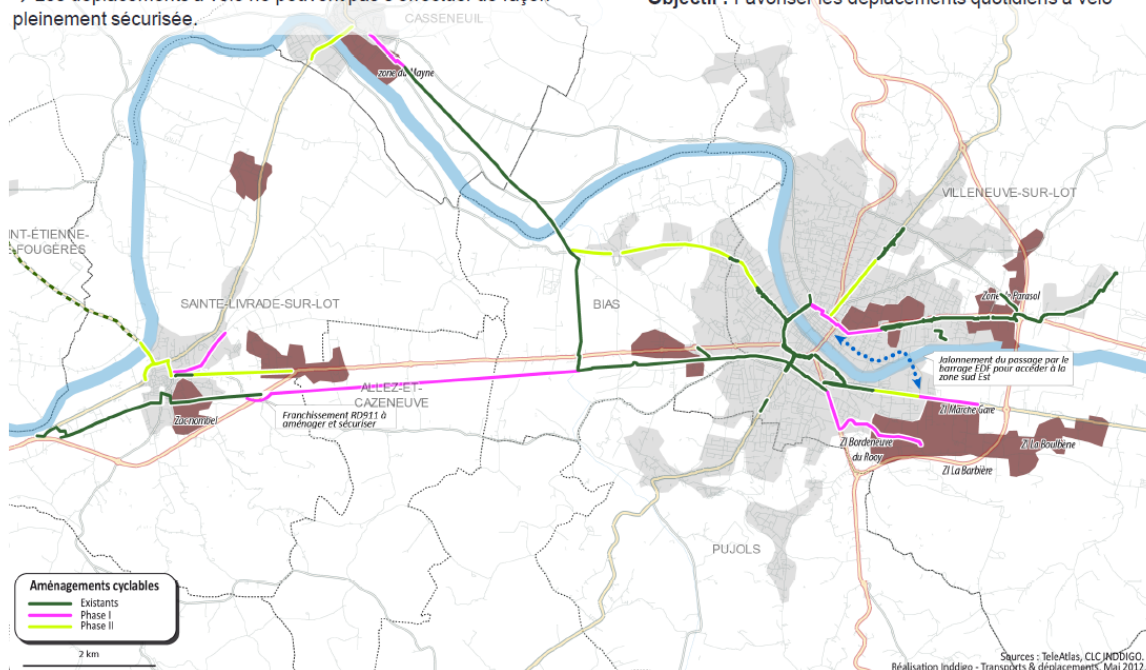 pleinement sécurisée.
CASSENEUIL
zone du Mayne
VILLENEUVE-SUR-LOT
NT-ÉTIENNE-
-FOUGÈRES
SAINTE-LIVRADE-SUR-LOT
BIAS
Zone du Parasol
Jalonnement du passage par le
barrage EDF pour accéder à la
zone sud Est
ALLEZ-ET-
CAZENEUVE
Franchissement RD911 à
aménager et sécuriser
ZI Marché Gare
ZI Bordeneuve
du Rooy
ZI La Boulbène
ZI La Barbière
PUJOLS
Aménagements cyclables
Existants
Phase I
Phase II
2 km
Sources : TeleAtlas, CLC INDDIGO,
Réalisation Inddigo - Transports & déplacements, Mai 2012